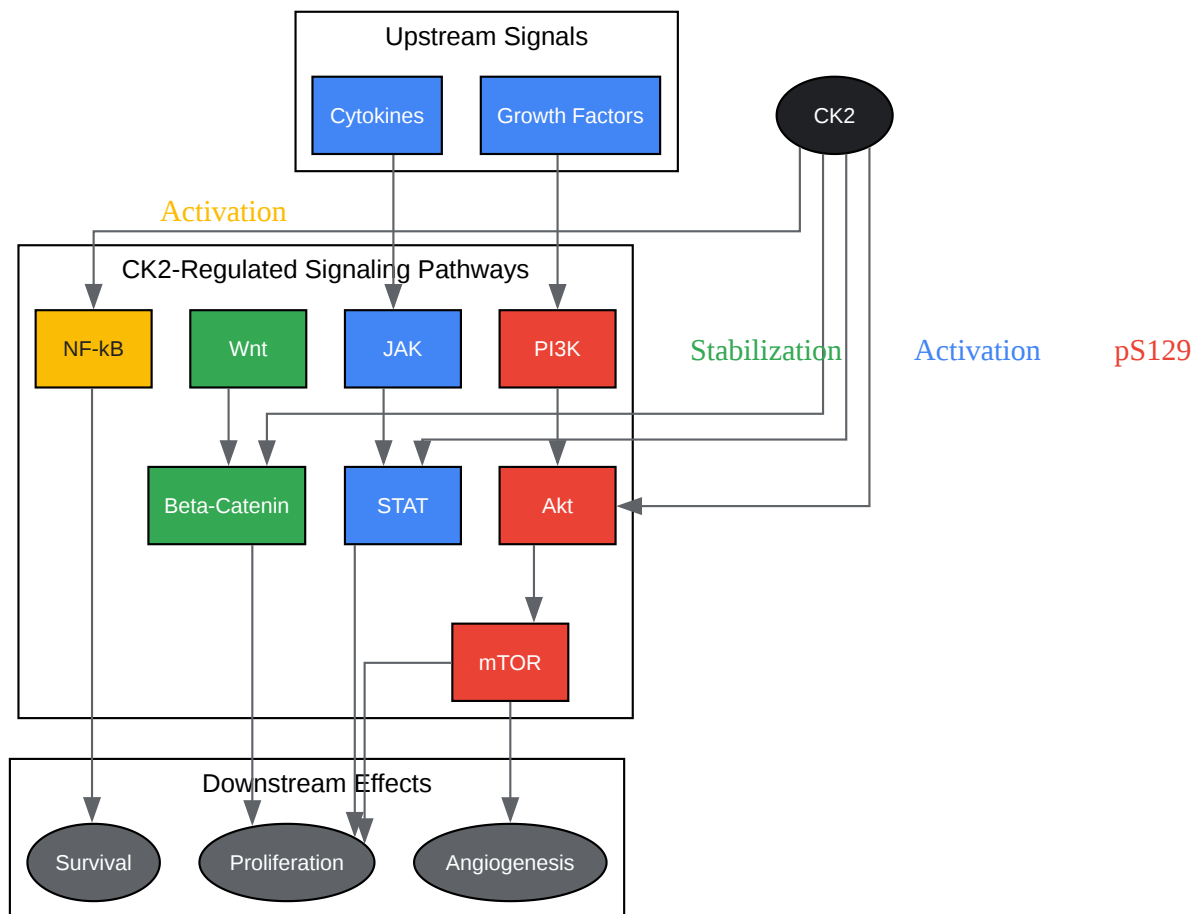 Upstream Signals
Cytokines
Growth Factors
CK2
Activation
CK2-Regulated Signaling Pathways
NF-kB
Wnt
JAK
PI3K
Stabilization
Activation
pS129
Beta-Catenin
STAT
Akt
mTOR
Downstream Effects
Survival
Proliferation
Angiogenesis